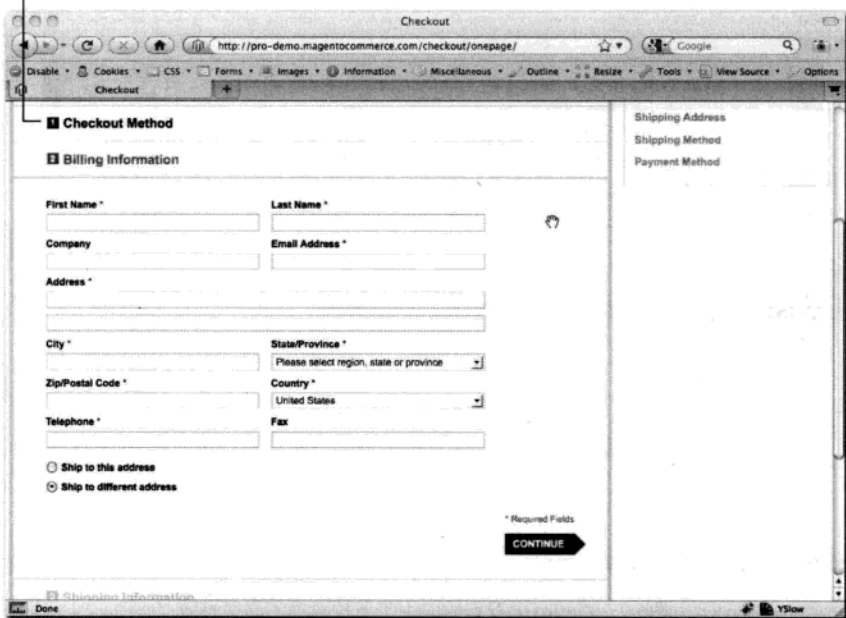 Checkout
http://pro-demo.magentocommerce.com/checkout/onepage/
Google
Disable Cookies CSS Forms Images Information Miscellaneous Outline Resize Tools View Source Options
Checkout
1 Checkout Method
2 Billing Information
First Name *
Last Name *
Company
Email Address *
Address *
City *
State/Province *
Please select region, state or province
Zip/Postal Code *
Country *
United States
Telephone *
Fax
Ship to this address
Ship to different address
* Required Fields
CONTINUE
3 Shipping Information
Shipping Address
Shipping Method
Payment Method
Done
YSlow